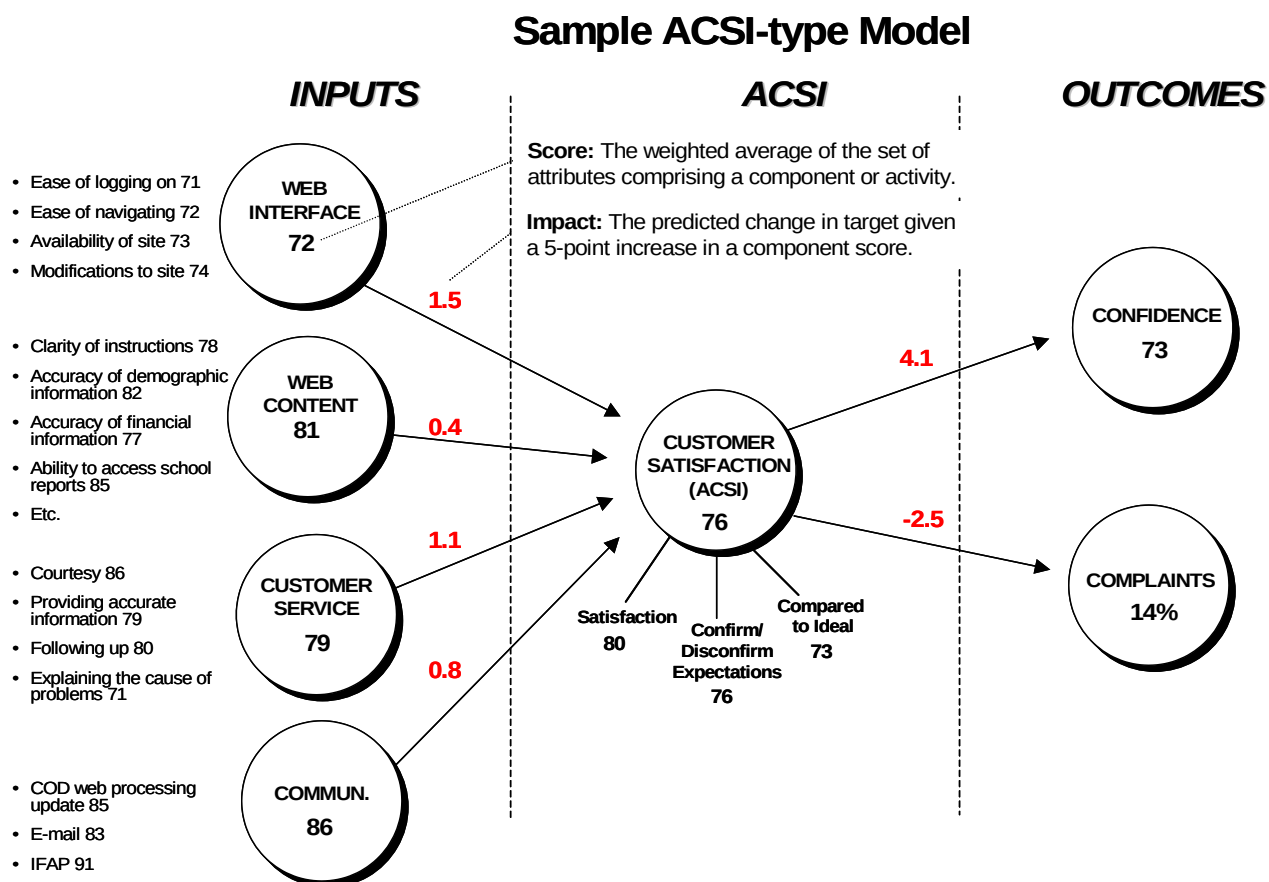 Sample ACSI-type Model
INPUTS
ACSI
OUTCOMES
• Ease of logging on 71
• Ease of navigating 72
• Availability of site 73
• Modifications to site 74
WEB
INTERFACE
72
Score: The weighted average of the set of
attributes comprising a component or activity.
Impact: The predicted change in target given
a 5-point increase in a component score.
1.5
• Clarity of instructions 78
• Accuracy of demographic
information 82
• Accuracy of financial
information 77
• Ability to access school
reports 85
• Etc.
WEB
CONTENT
81
0.4
• Courtesy 86
• Providing accurate
information 79
• Following up 80
• Explaining the cause of
problems 71
CUSTOMER
SERVICE
79
1.1
• COD web processing
update 85
• E-mail 83
• IFAP 91
COMMUN.
86
0.8
CUSTOMER
SATISFACTION
(ACSI)
76
Satisfaction
80
Confirm/
Disconfirm
Expectations
76
Compared
to Ideal
73
4.1
-2.5
CONFIDENCE
73
COMPLAINTS
14%